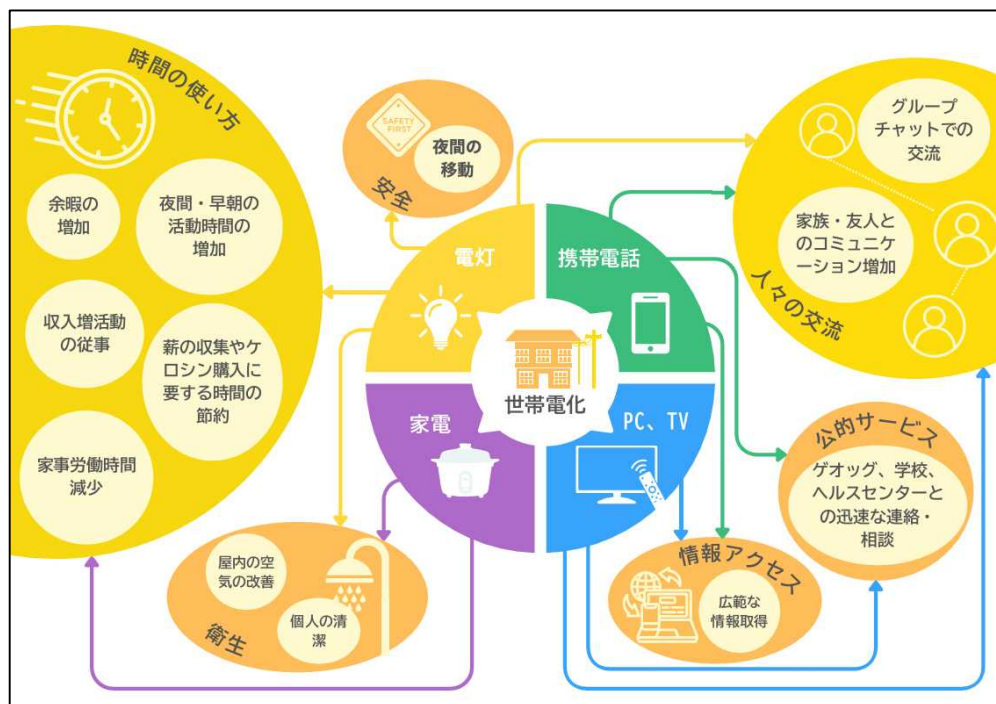 時間の使い方
余暇の
増加
夜間・早朝の
活動時間の
増加
収入増活動
の従事
薪の収集やケ
ロシン購入に
要する時間の
節約
家事労働時間
減少
SAFETY
FIRST
夜間の
移動
安全
電灯
携帯電話
家電
PC、TV
世帯電化
グループ
チャットでの
交流
家族・友人と
のコミュニケ
ーション増加
人々の交流
公的サービス
ゲオッグ、学校、
ヘルスセンターと
の迅速な連絡・
相談
情報アクセス
広範な
情報取得
屋内の空
気の改善
個人の清
潔
衛生